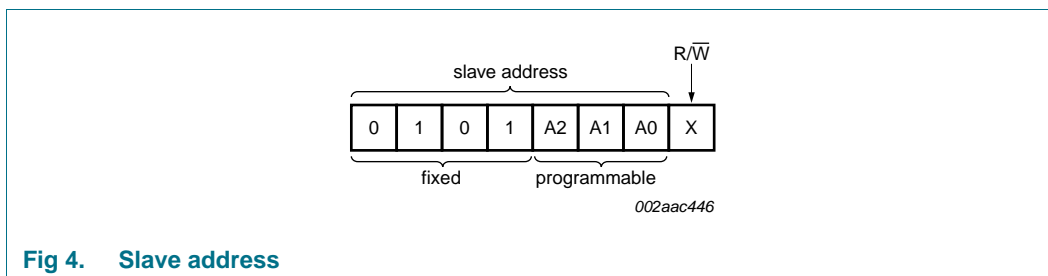 R/W̅
slave address
0 1 0 1 A2 A1 A0 X
fixed programmable
002aac446
Fig 4. Slave address